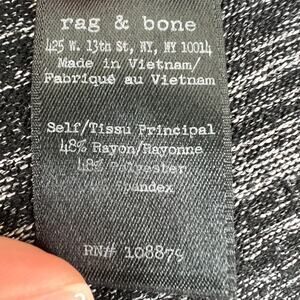 rag & bone
425 W. 13th St, NY, NY 10014
Made in Vietnam/
Fabriqué au Vietnam
Self/Tissu Principal
48% Rayon/Rayonne
48% Polyester
Spandex
RN# 108879